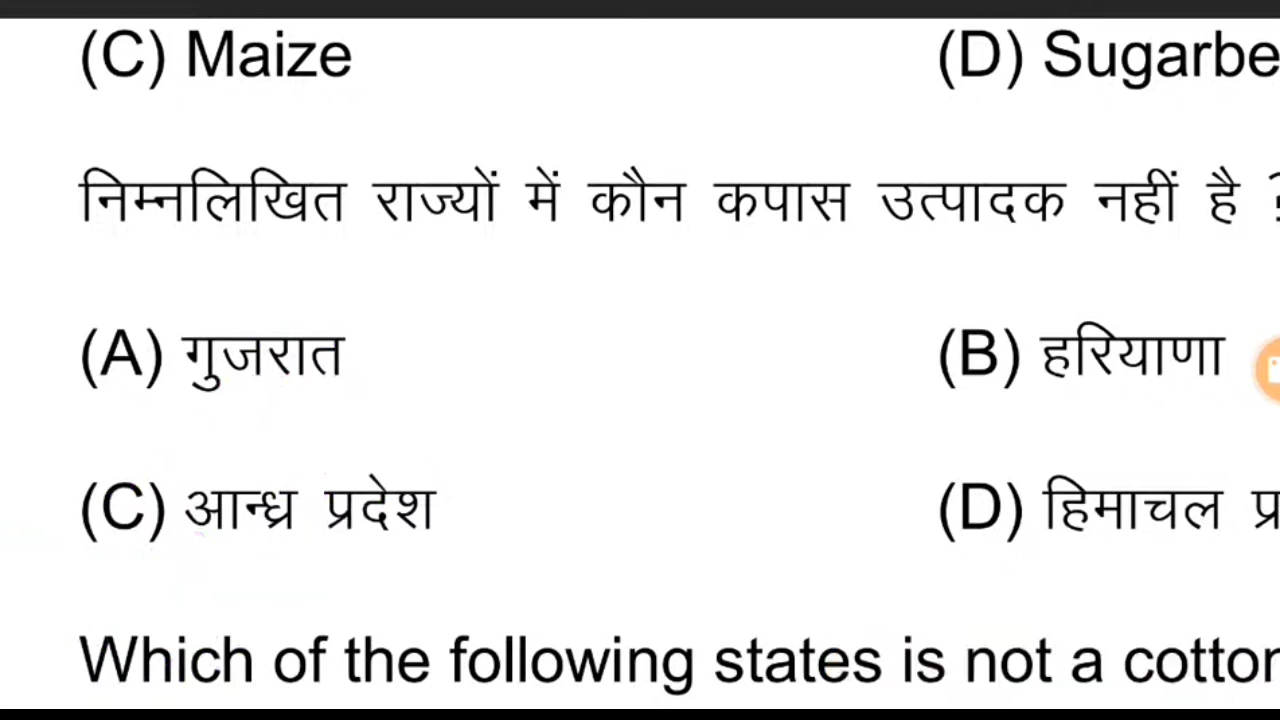 (C) Maize (D) Sugarbe
निम्नलिखित राज्यों में कौन कपास उत्पादक नहीं है ?
(A) गुजरात (B) हरियाणा
(C) आन्ध्र प्रदेश (D) हिमाचल प्र
Which of the following states is not a cotton